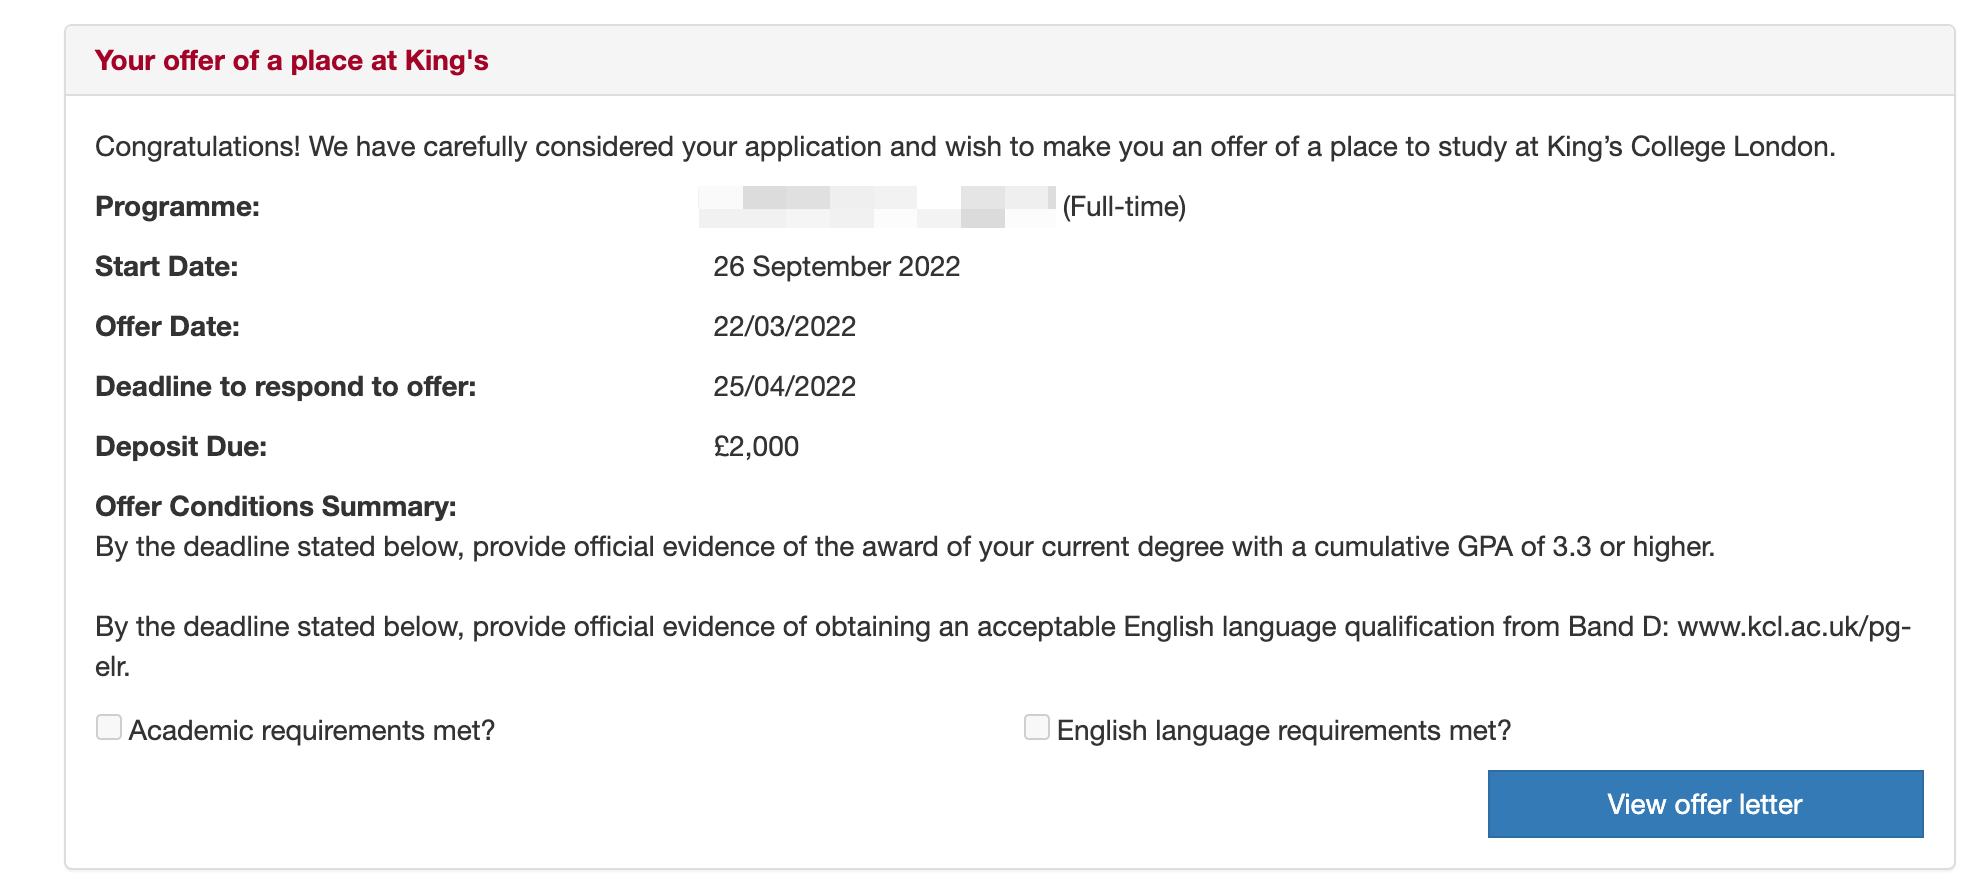 Your offer of a place at King's
Congratulations! We have carefully considered your application and wish to make you an offer of a place to study at King’s College London.
Programme: (Full-time)
Start Date: 26 September 2022
Offer Date: 22/03/2022
Deadline to respond to offer: 25/04/2022
Deposit Due: £2,000
Offer Conditions Summary:
By the deadline stated below, provide official evidence of the award of your current degree with a cumulative GPA of 3.3 or higher.
By the deadline stated below, provide official evidence of obtaining an acceptable English language qualification from Band D: www.kcl.ac.uk/pg-
elr.
Academic requirements met? English language requirements met?
View offer letter